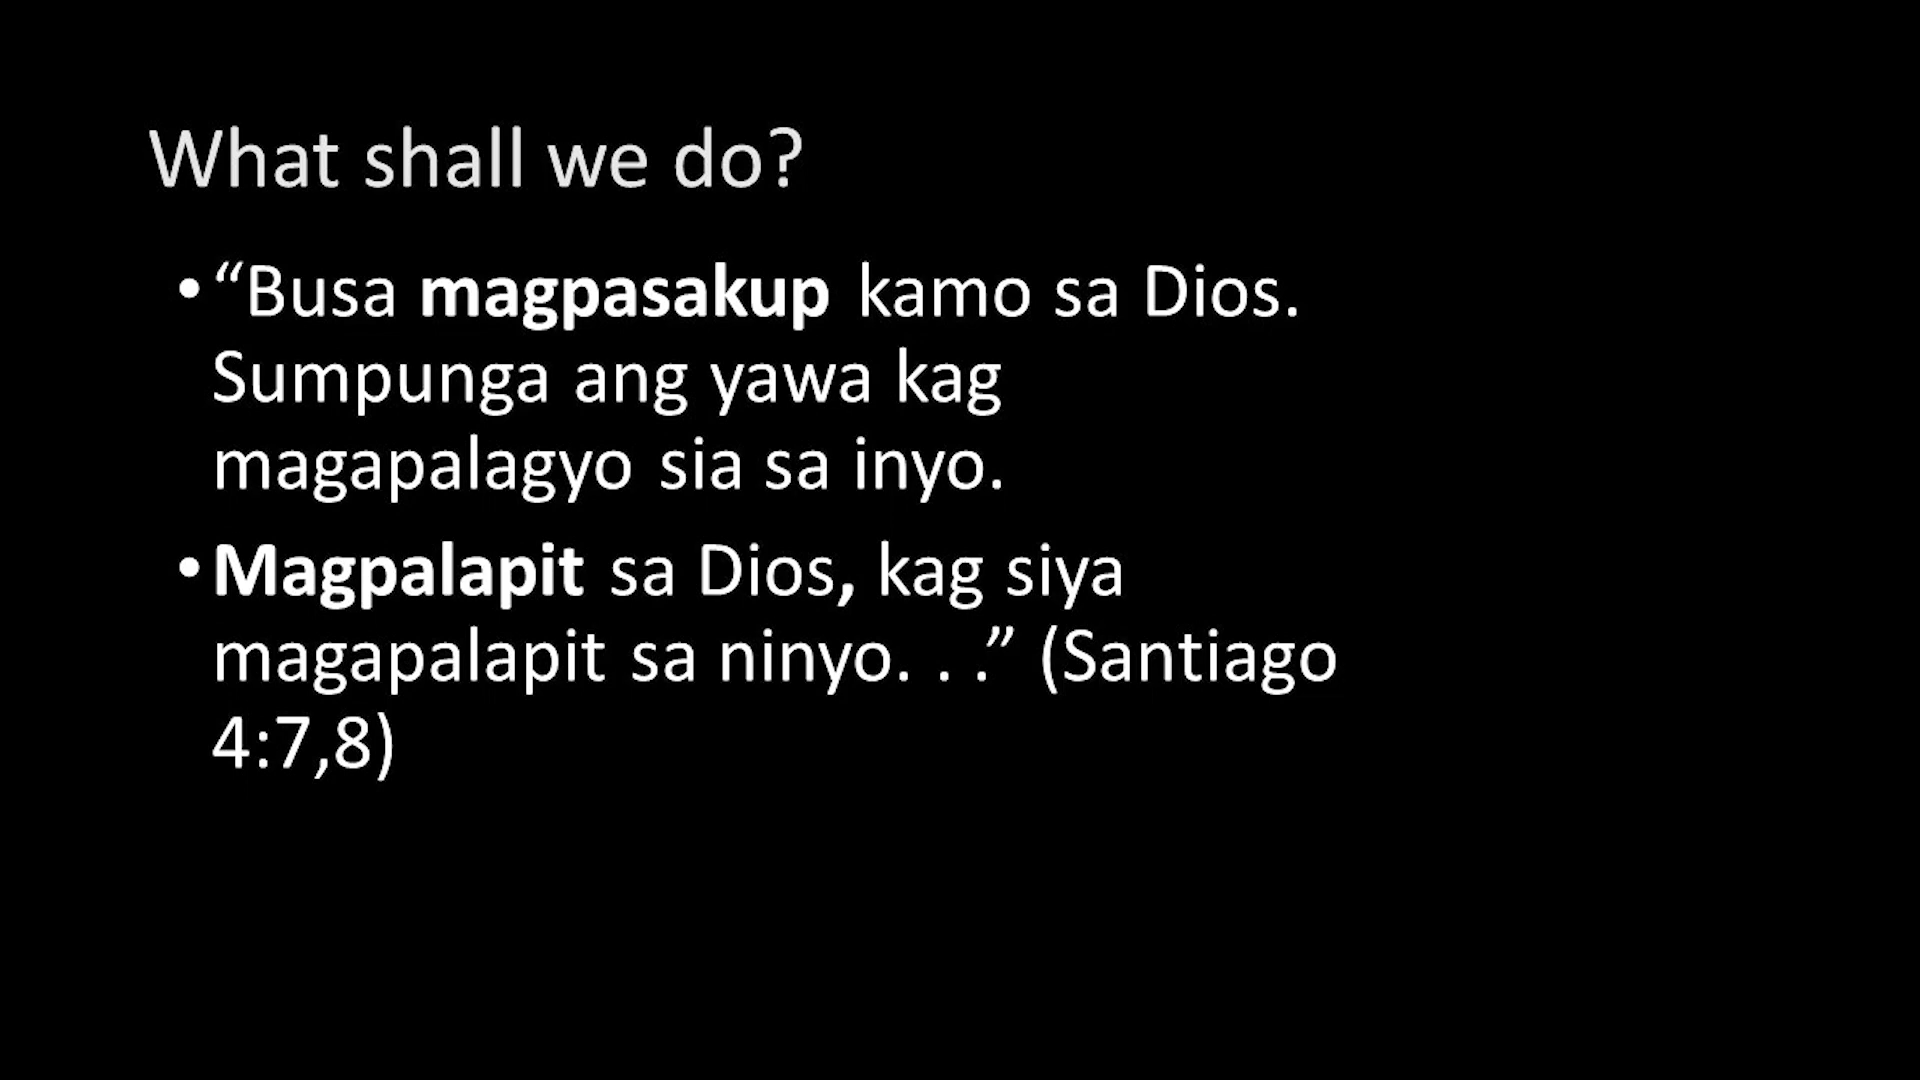 What shall we do?
• “Busa magpasakup kamo sa Dios.
Sumpunga ang yawa kag
magapalagyo sia sa inyo.
• Magpalapit sa Dios, kag siya
magapalapit sa ninyo. . .” (Santiago
4:7,8)